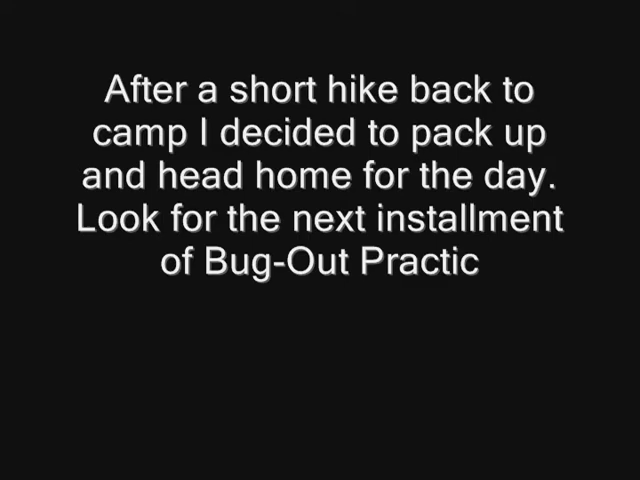 After a short hike back to
camp I decided to pack up
and head home for the day.
Look for the next installment
of Bug-Out Practic